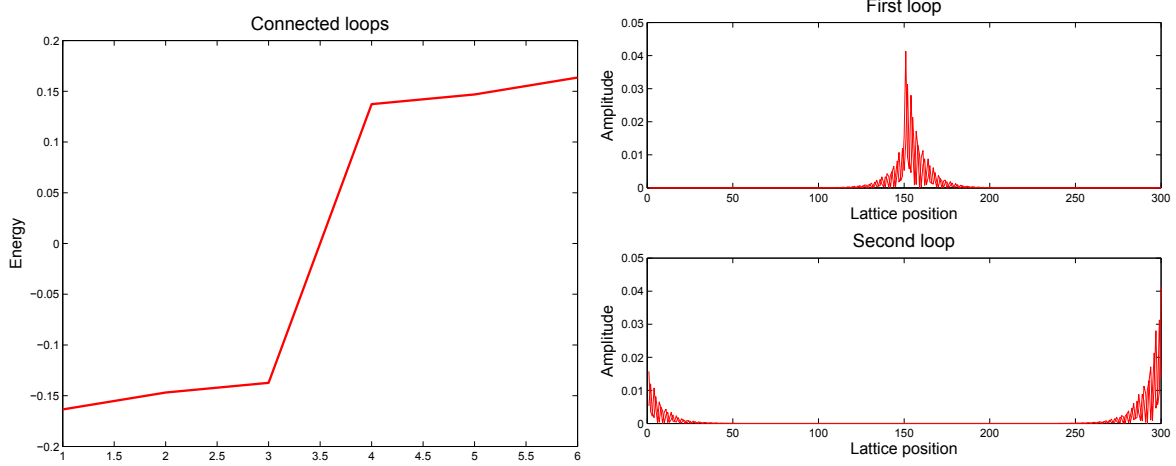 Connected loops
0.2
0.15
0.1
0.05
0
−0.05
−0.1
−0.15
−0.2
Energy
1 1.5 2 2.5 3 3.5 4 4.5 5 5.5 6
First loop
0.05
0.04
0.03
0.02
0.01
0
Amplitude
0 50 100 150 200 250 300
Lattice position
Second loop
0.05
0.04
0.03
0.02
0.01
0
Amplitude
0 50 100 150 200 250 300
Lattice position